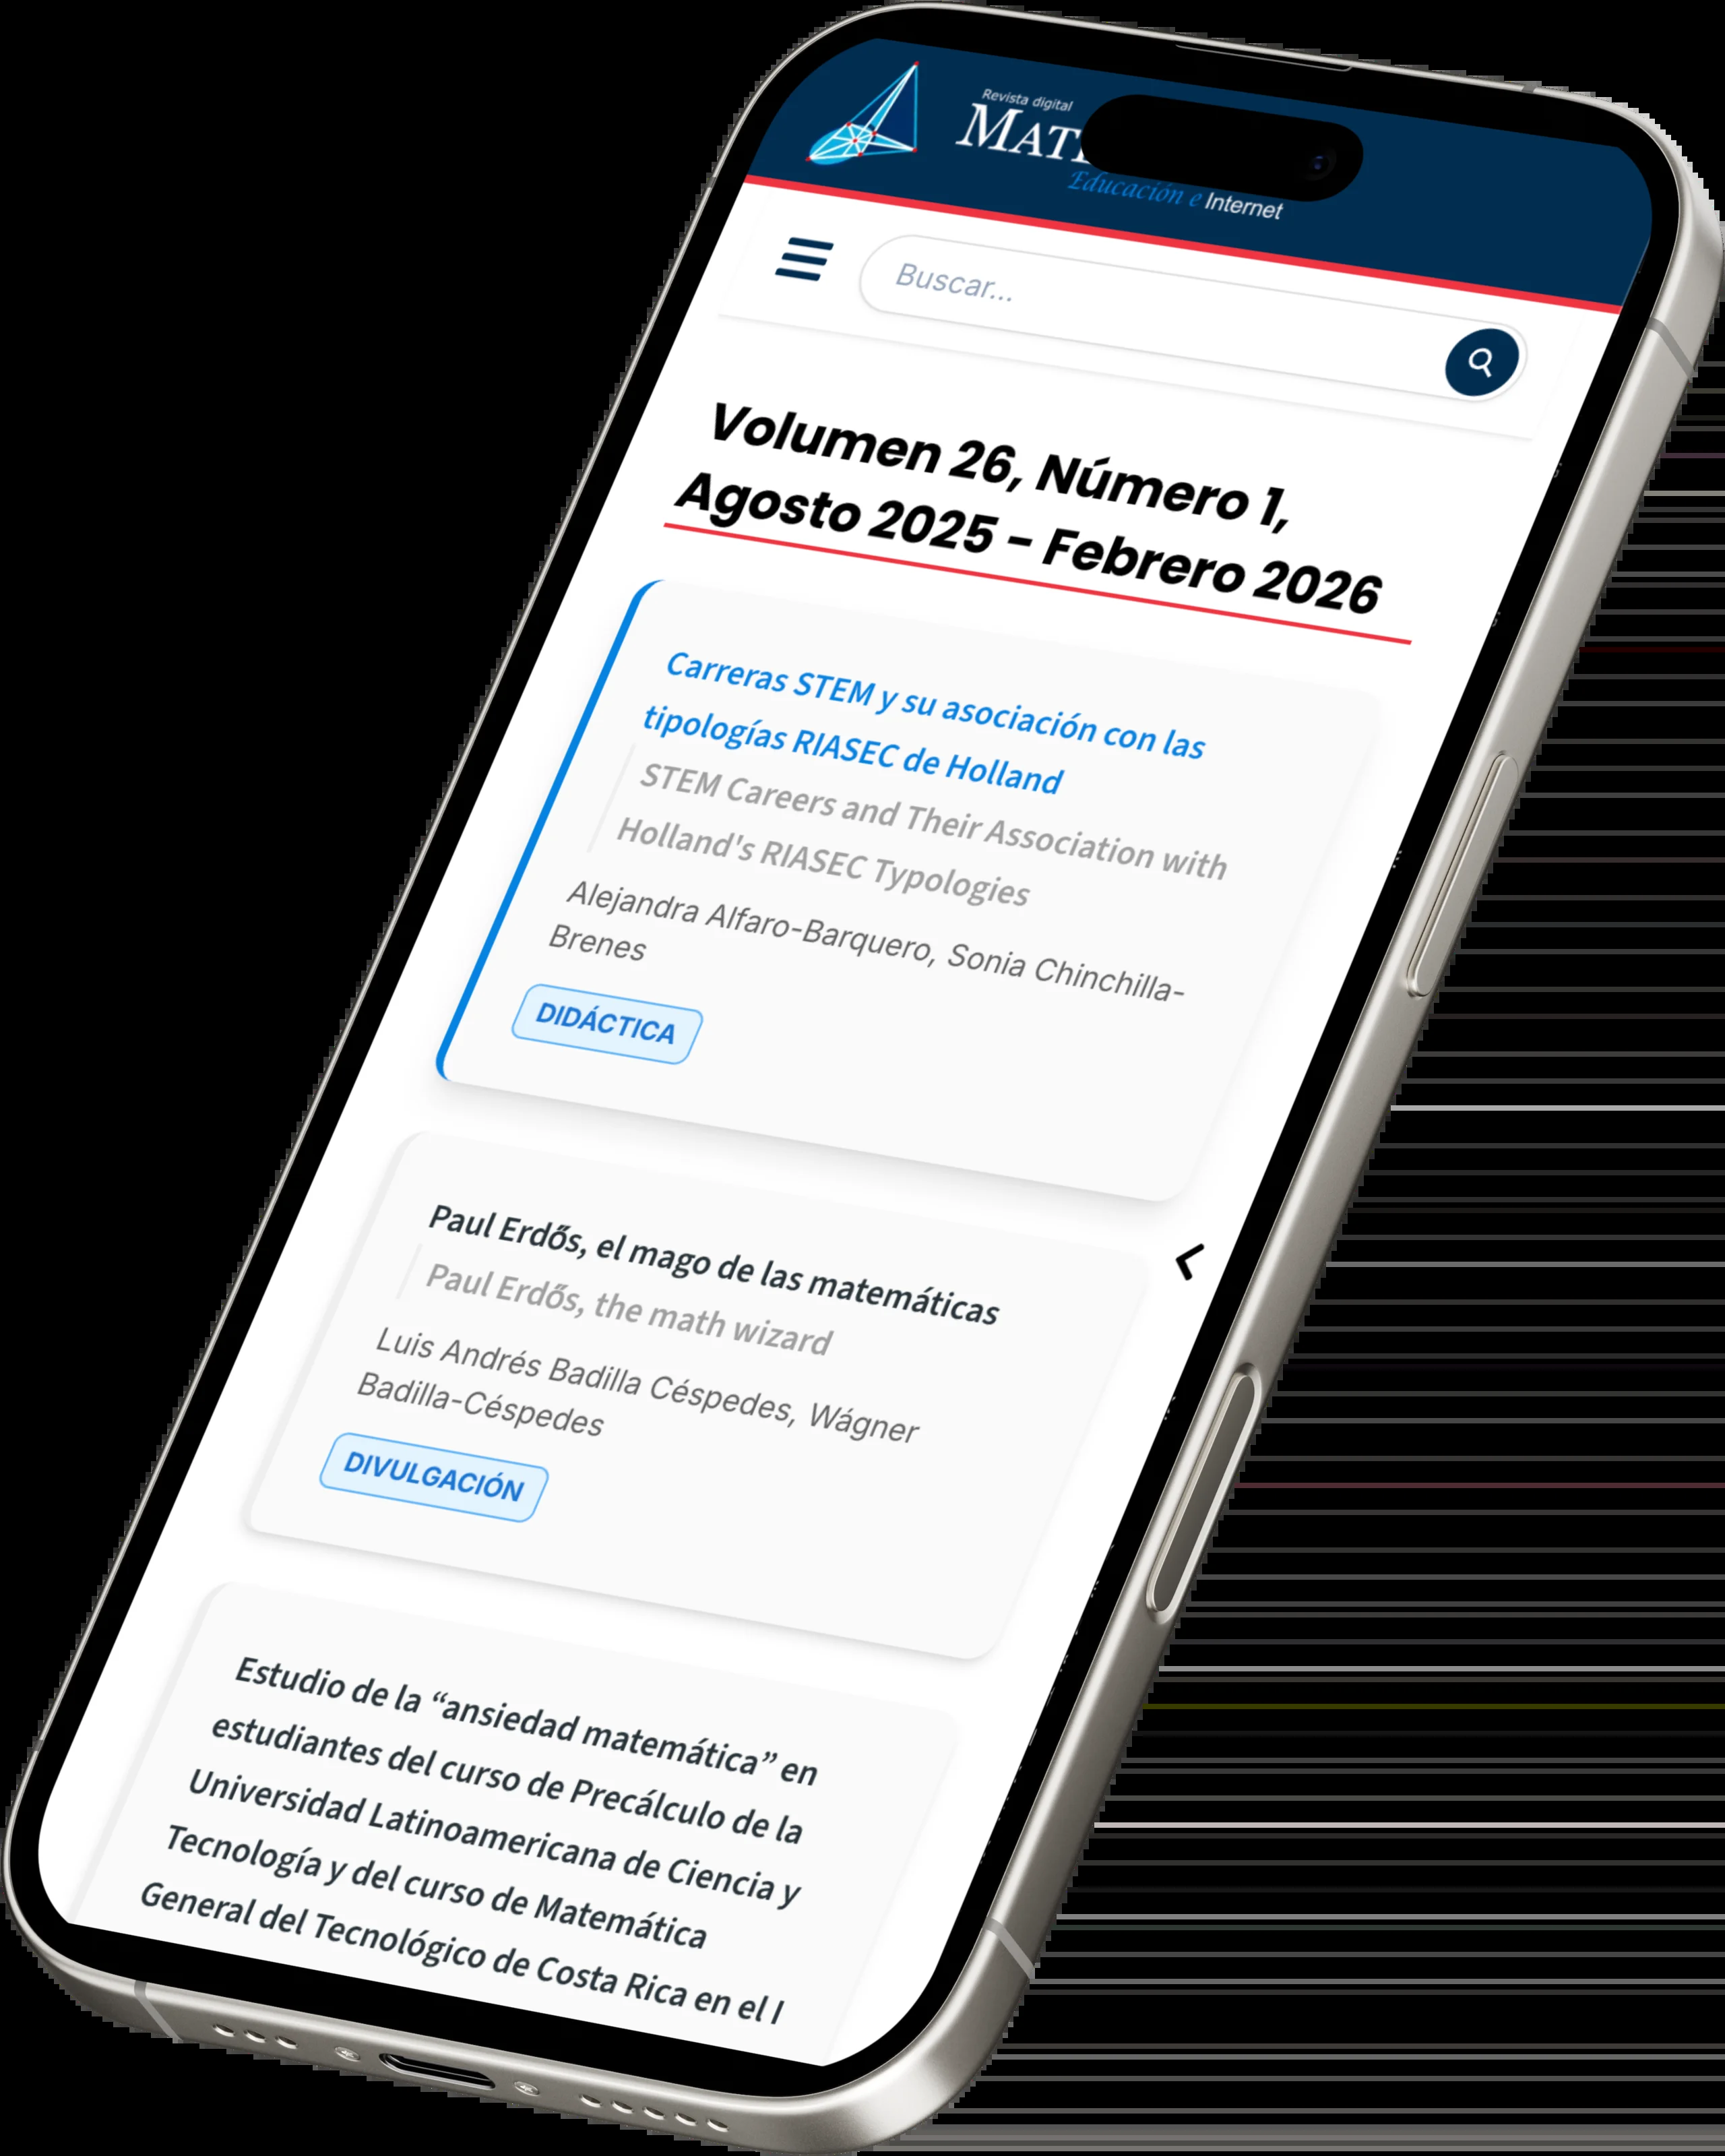 Revista digital
Educación e Internet
Buscar...
Volumen 26, Número 1,
Agosto 2025 – Febrero 2026
Carreras STEM y su asociación con las
tipologías RIASEC de Holland
STEM Careers and Their Association with
Holland's RIASEC Typologies
Alejandra Alfaro-Barquero, Sonia Chinchilla-
Brenes
DIDÁCTICA
Paul Erdős, el mago de las matemáticas
Paul Erdős, the math wizard
Luis Andrés Badilla Céspedes, Wágner
Badilla-Céspedes
DIVULGACIÓN
Estudio de la “ansiedad matemática” en
estudiantes del curso de Precálculo de la
Universidad Latinoamericana de Ciencia y
Tecnología y del curso de Matemática
General del Tecnológico de Costa Rica en el I